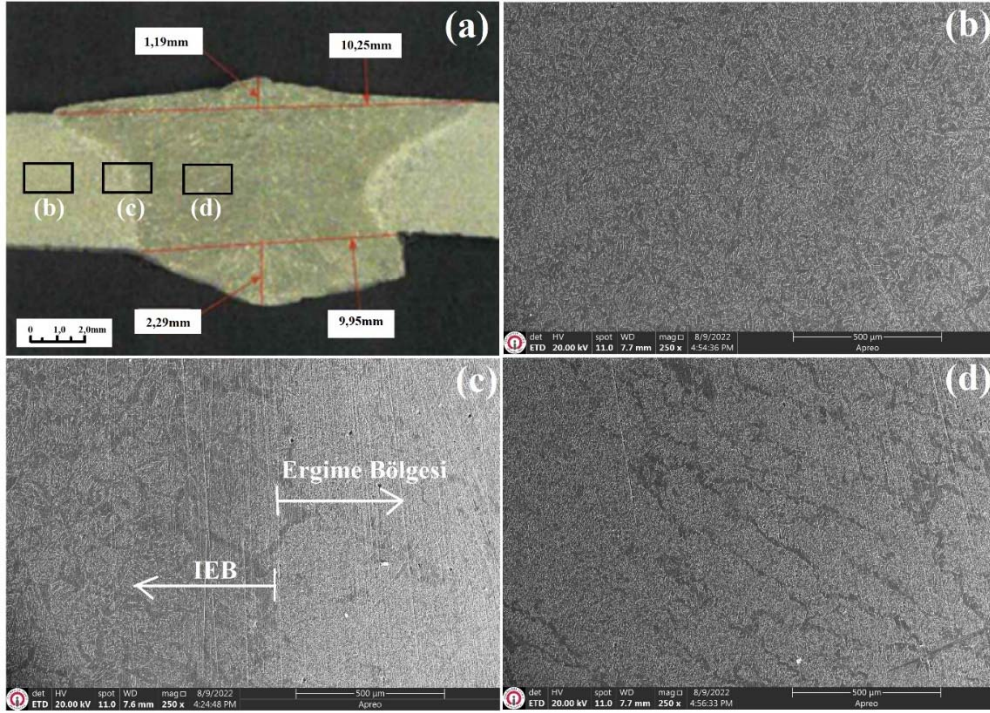 (a)
1,19mm
10,25mm
(b)
(c)
(d)
2,29mm
9,95mm
0 1,0 2,0mm
(b)
det HV spot WD mag □ 8/9/2022 500 µm
ETD 20.00 kV 11.0 7.7 mm 250 x 4:54:36 PM Apreo
(c)
Ergime Bölgesi
IEB
det HV spot WD mag □ 8/9/2022 500 µm
ETD 20.00 kV 11.0 7.6 mm 250 x 4:24:48 PM Apreo
(d)
det HV spot WD mag □ 8/9/2022 500 µm
ETD 20.00 kV 11.0 7.7 mm 250 x 4:56:33 PM Apreo